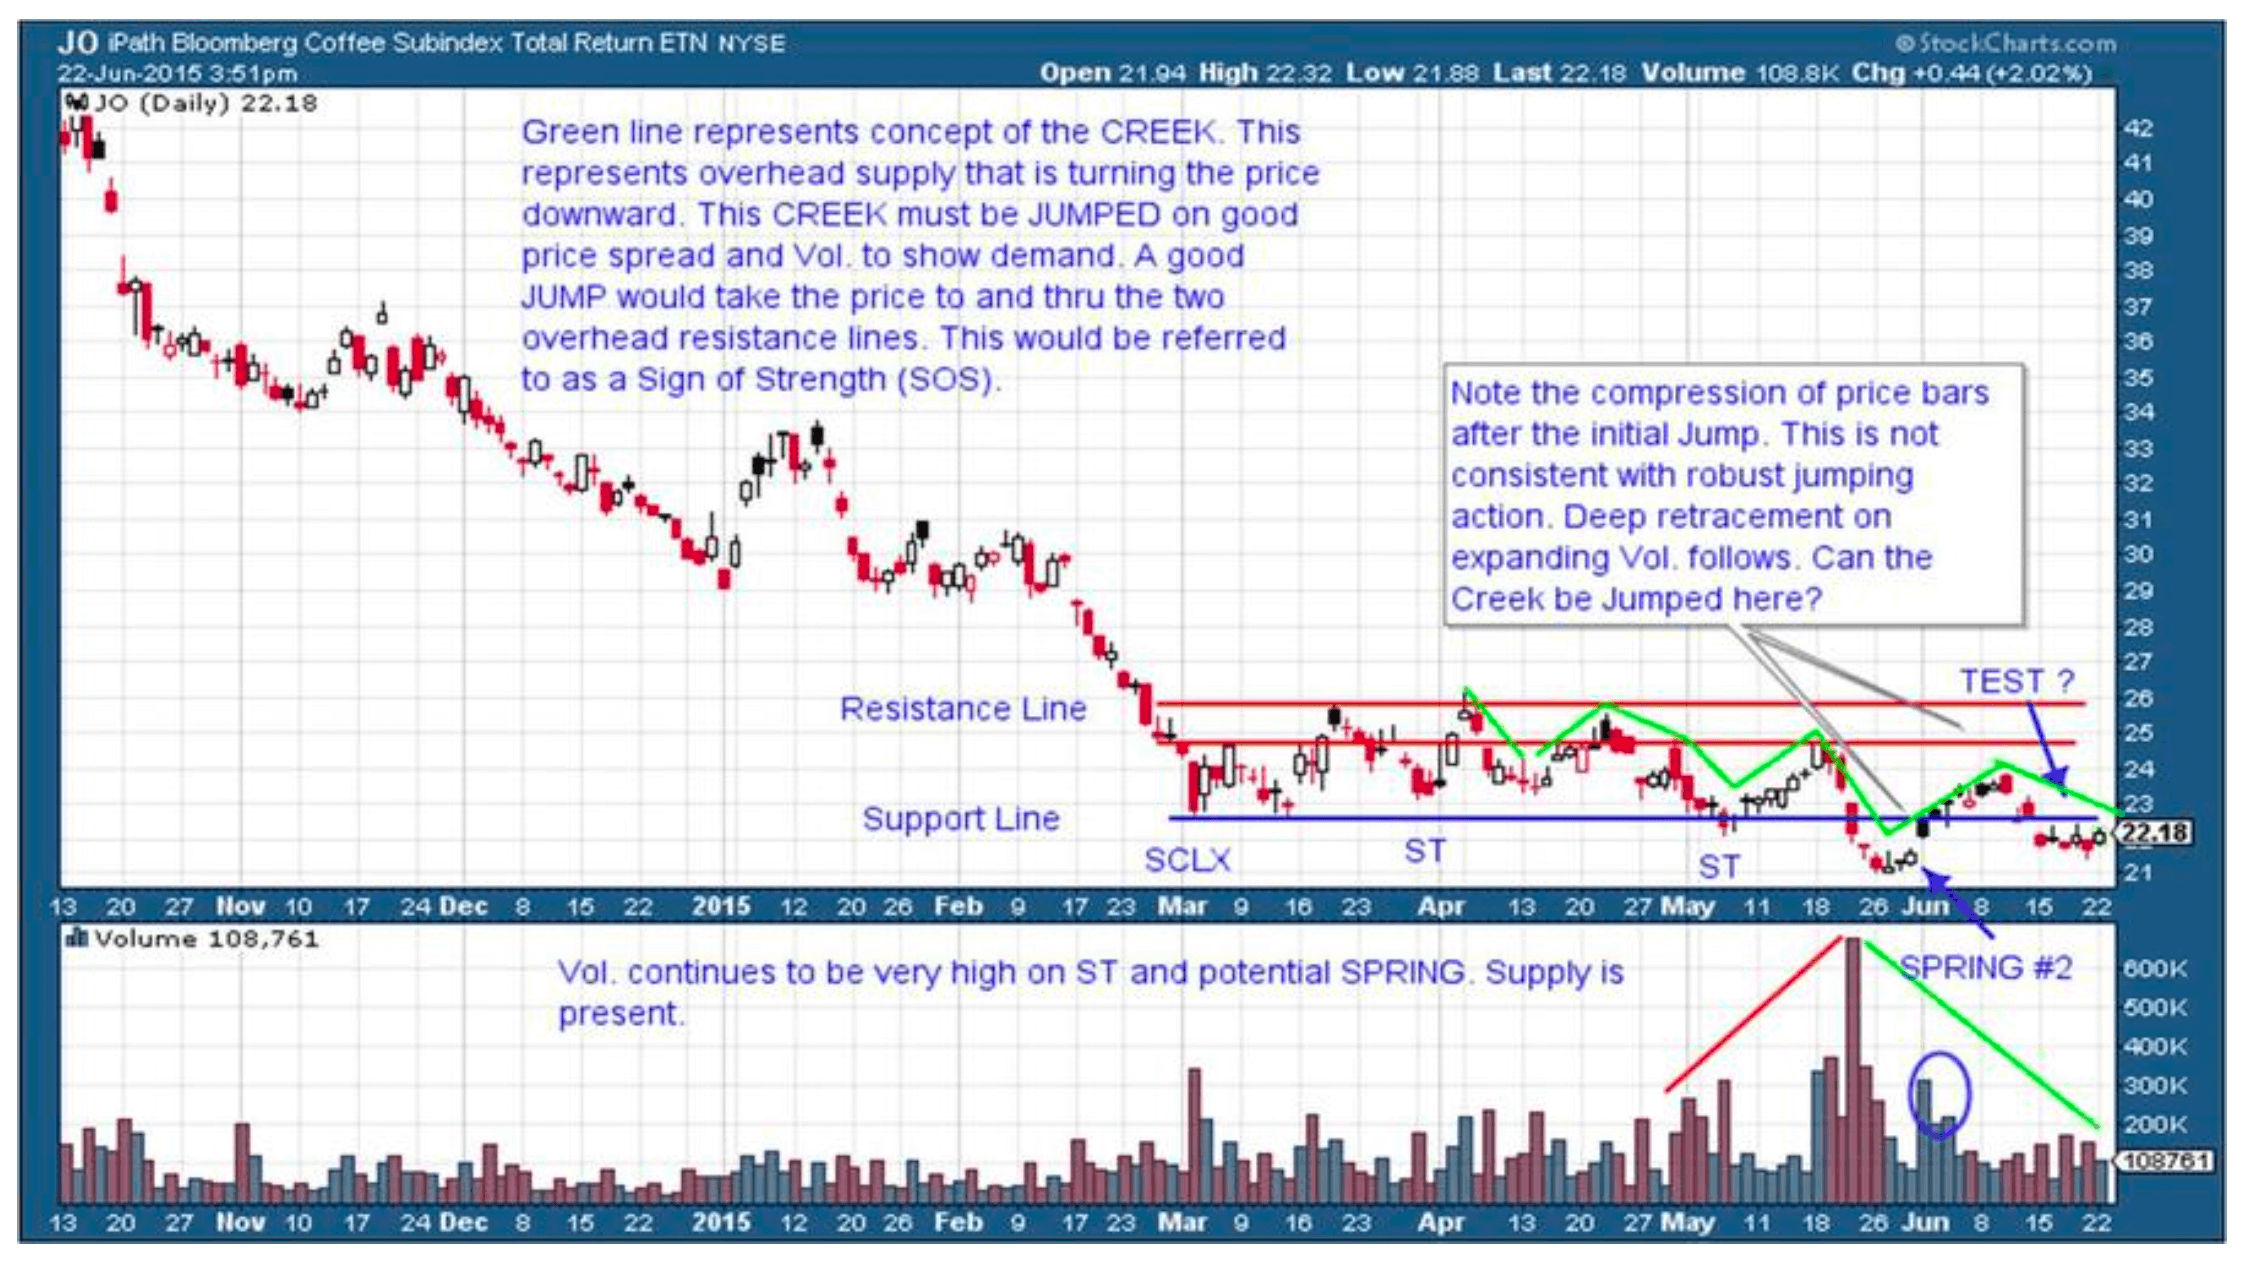 JO iPath Bloomberg Coffee Subindex Total Return ETN NYSE
© StockCharts.com
22-Jun-2015 3:51pm
Open 21.94 High 22.32 Low 21.88 Last 22.18 Volume 108.8K Chg +0.44 (+2.02%)
JO (Daily) 22.18
Green line represents concept of the CREEK. This
represents overhead supply that is turning the price
downward. This CREEK must be JUMPED on good
price spread and Vol. to show demand. A good
JUMP would take the price to and thru the two
overhead resistance lines. This would be referred
to as a Sign of Strength (SOS).
Note the compression of price bars
after the initial Jump. This is not
consistent with robust jumping
action. Deep retracement on
expanding Vol. follows. Can the
Creek be Jumped here?
TEST ?
Resistance Line
Support Line
SCLX
ST
ST
42
41
40
39
38
37
36
35
34
33
32
31
30
29
28
27
26
25
24
23
22.18
21
13 20 27 Nov 10 17 24 Dec 8 15 22 2015 12 20 26 Feb 9 17 23 Mar 9 16 23 Apr 13 20 27 May 11 18 26 Jun 8 15 22
Volume 108,761
Vol. continues to be very high on ST and potential SPRING. Supply is
present.
SPRING #2
600K
500K
400K
300K
200K
108761
13 20 27 Nov 10 17 24 Dec 8 15 22 2015 12 20 26 Feb 9 17 23 Mar 9 16 23 Apr 13 20 27 May 11 18 26 Jun 8 15 22